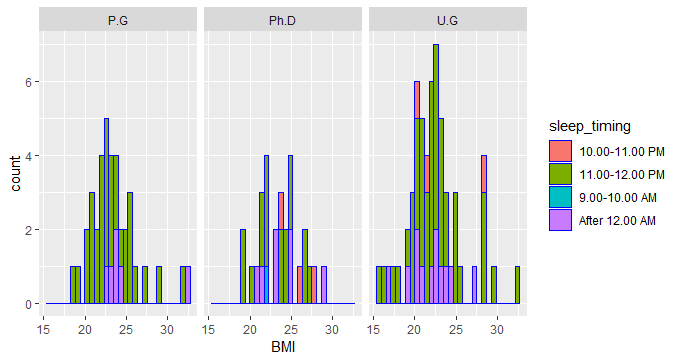 P.G Ph.D U.G
6
4
2
0
count
15 20 25 30 15 20 25 30 15 20 25 30
BMI
sleep_timing
10.00-11.00 PM
11.00-12.00 PM
9.00-10.00 AM
After 12.00 AM